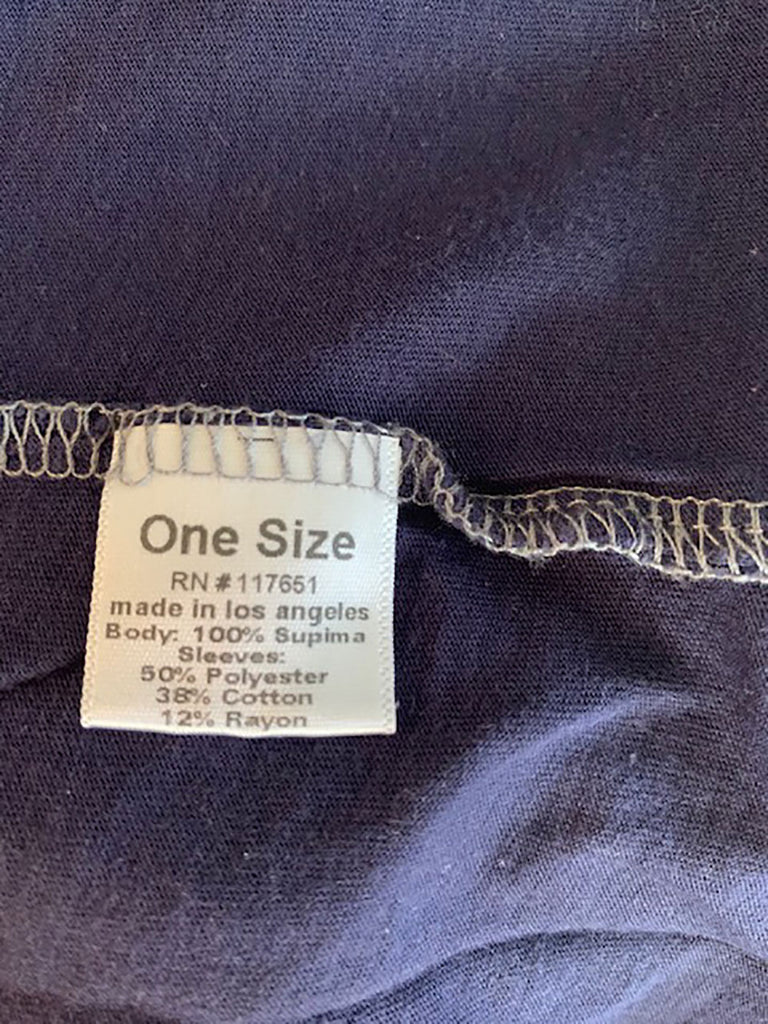 One Size
RN#117651
made in los angeles
Body: 100% Supima
Sleeves:
50% Polyester
38% Cotton
12% Rayon